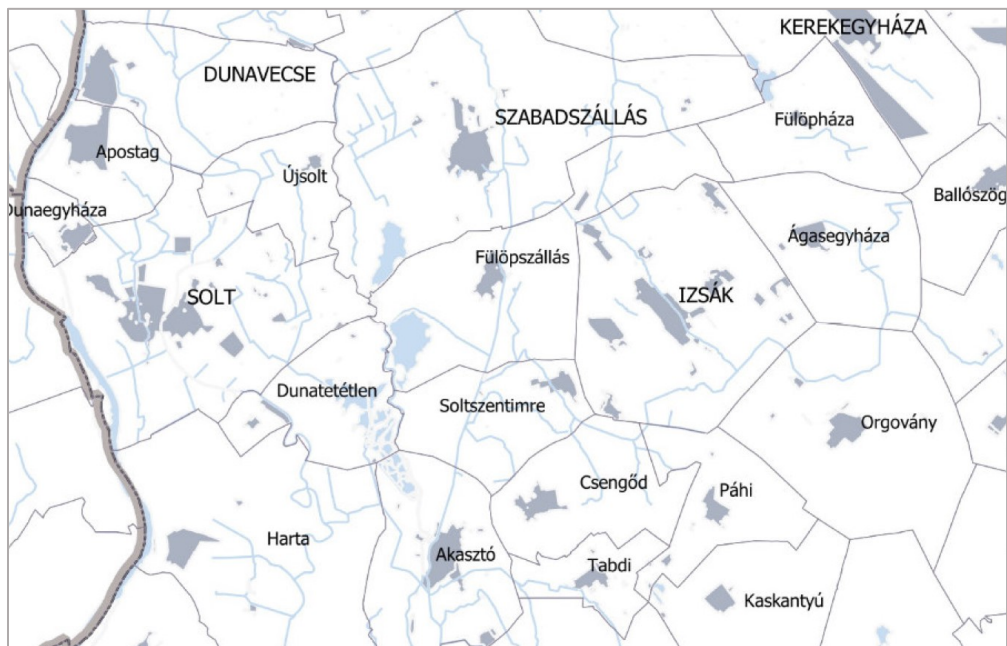 KEREKEGYHÁZA
DUNAVECSE
SZABADSZÁLLÁS
Fülöpháza
Apostag
Újsolt
Ballószög
Dunaegyháza
Ágasegyháza
Fülöpszállás
SOLT
IZSÁK
Dunatetétlen
Soltszentimre
Orgovány
Csengőd
Páhi
Harta
Akasztó
Tabdi
Kaskantyú